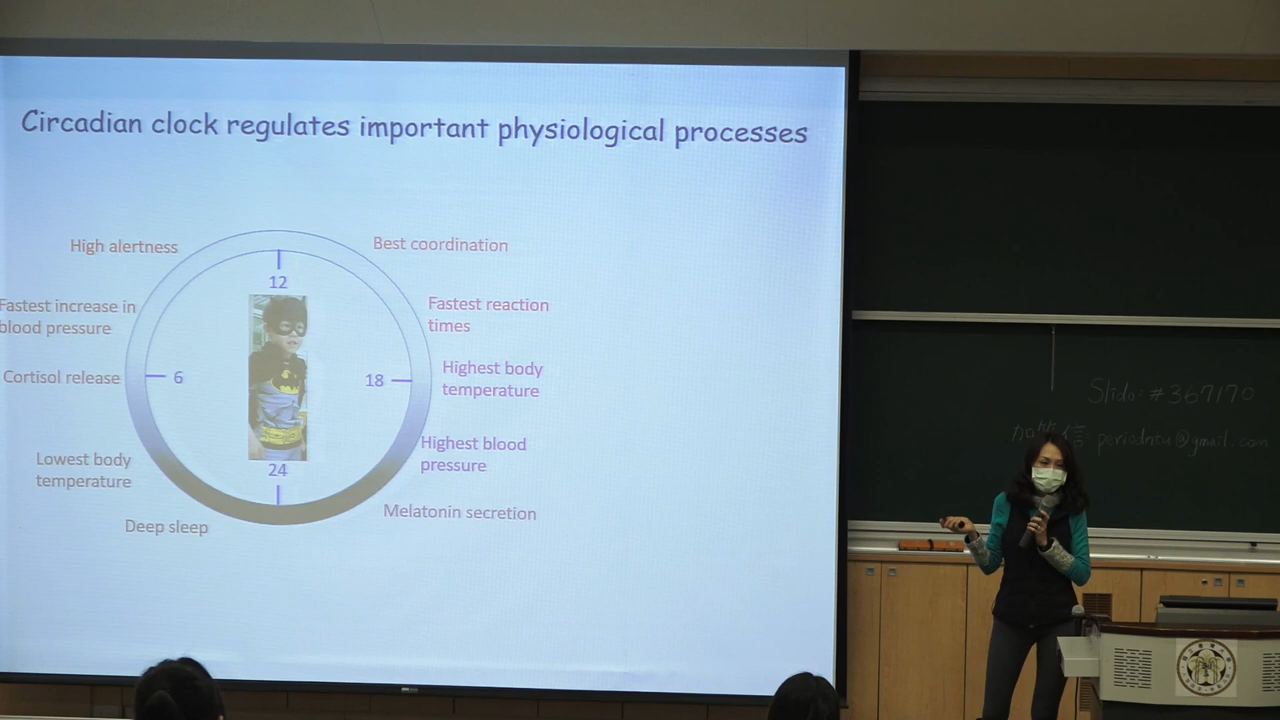 Circadian clock regulates important physiological processes
High alertness
Best coordination
12
Fastest increase in
blood pressure
Fastest reaction
times
Cortisol release
6
18
Highest body
temperature
Highest blood
pressure
Lowest body
temperature
24
Melatonin secretion
Deep sleep
Slido: #367170
periodntu@gmail.com